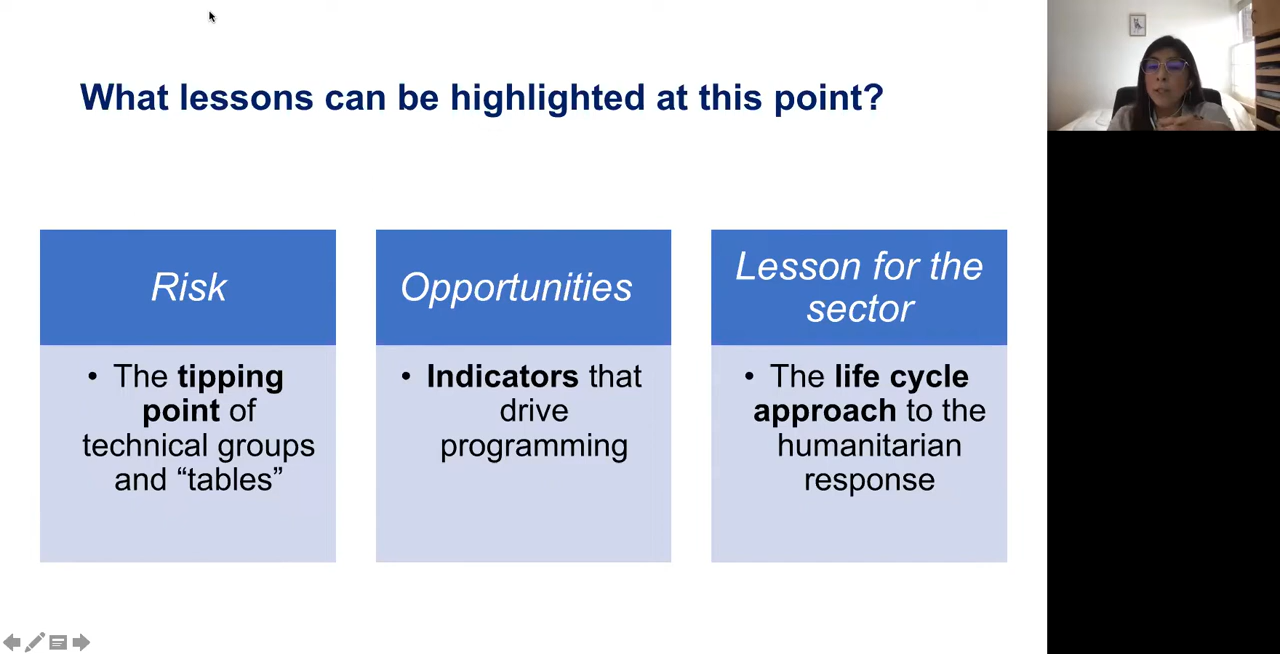 What lessons can be highlighted at this point?
Risk
• The tipping
point of
technical groups
and “tables”
Opportunities
• Indicators that
drive
programming
Lesson for the
sector
• The life cycle
approach to the
humanitarian
response